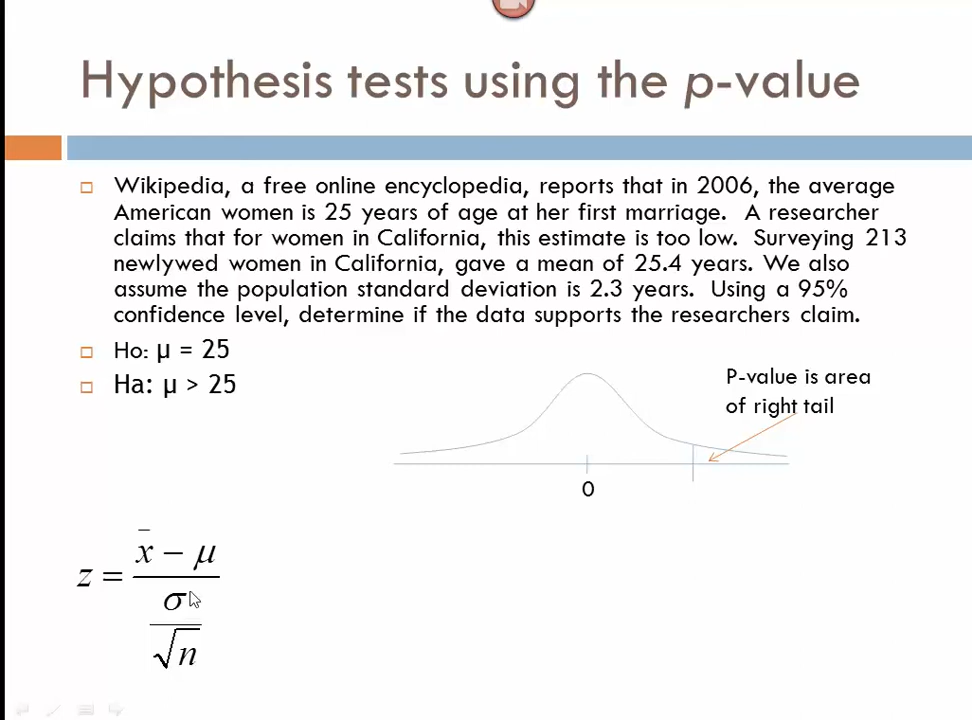 Hypothesis tests using the p-value
Wikipedia, a free online encyclopedia, reports that in 2006, the average
American women is 25 years of age at her first marriage. A researcher
claims that for women in California, this estimate is too low. Surveying 213
newlywed women in California, gave a mean of 25.4 years. We also
assume the population standard deviation is 2.3 years. Using a 95%
confidence level, determine if the data supports the researchers claim.
Ho: µ = 25
Ha: µ > 25
P-value is area
of right tail
0
z = (x̄ − μ) / (σ / √n)